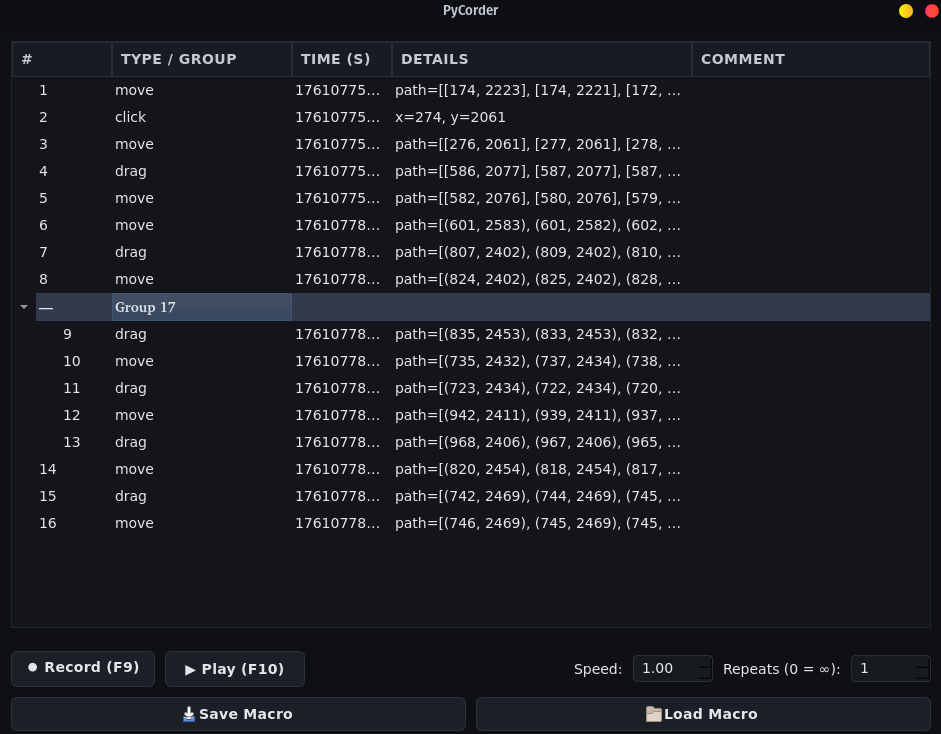 PyCorder
# TYPE / GROUP TIME (S) DETAILS COMMENT
1 move 17610775... path=[[174, 2223], [174, 2221], [172, ...
2 click 17610775... x=274, y=2061
3 move 17610775... path=[[276, 2061], [277, 2061], [278, ...
4 drag 17610775... path=[[586, 2077], [587, 2077], [587, ...
5 move 17610775... path=[[582, 2076], [580, 2076], [579, ...
6 move 17610778... path=[(601, 2583), (601, 2582), (602, ...
7 drag 17610778... path=[(807, 2402), (809, 2402), (810, ...
8 move 17610778... path=[(824, 2402), (825, 2402), (828, ...
— Group 17
9 drag 17610778... path=[(835, 2453), (833, 2453), (832, ...
10 move 17610778... path=[(735, 2432), (737, 2434), (738, ...
11 drag 17610778... path=[(723, 2434), (722, 2434), (720, ...
12 move 17610778... path=[(942, 2411), (939, 2411), (937, ...
13 drag 17610778... path=[(968, 2406), (967, 2406), (965, ...
14 move 17610778... path=[(820, 2454), (818, 2454), (817, ...
15 drag 17610778... path=[(742, 2469), (744, 2469), (745, ...
16 move 17610778... path=[(746, 2469), (745, 2469), (745, ...
● Record (F9) ▶ Play (F10) Speed: 1.00 Repeats (0 = ∞): 1
Save Macro Load Macro